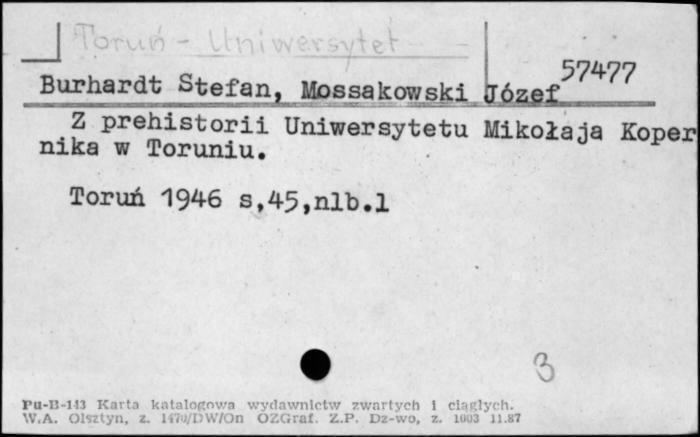 Toruń - Uniwersytet
57477
Burhardt Stefan, Mossakowski Józef
Z prehistorii Uniwersytetu Mikołaja Koper
nika w Toruniu.
Toruń 1946 s,45,nlb.1
3
Pu-B-143 Karta katalogowa wydawnictw zwartych i ciągłych.
W.A. Olsztyn, z. 1470/DW/On OZGraf. Z.P. Dz-wo, z. 1003 11.87